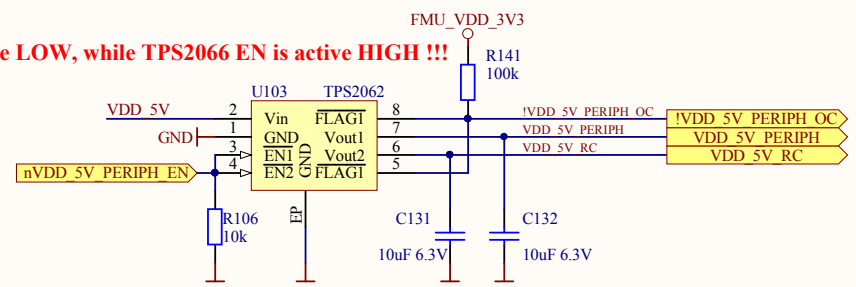 FMU_VDD_3V3
e LOW, while TPS2066 EN is active HIGH !!!
R141
100k
U103 TPS2062
VDD_5V 2 Vin FLAG1 8 !VDD_5V_PERIPH_OC !VDD_5V_PERIPH_OC
GND 1 GND Vout1 7 VDD_5V_PERIPH VDD_5V_PERIPH
3 EN1 GND Vout2 6 VDD_5V_RC VDD_5V_RC
nVDD_5V_PERIPH_EN 4 EN2 FLAG1 5
R106
10k
EP
C131 C132
10uF 6.3V 10uF 6.3V